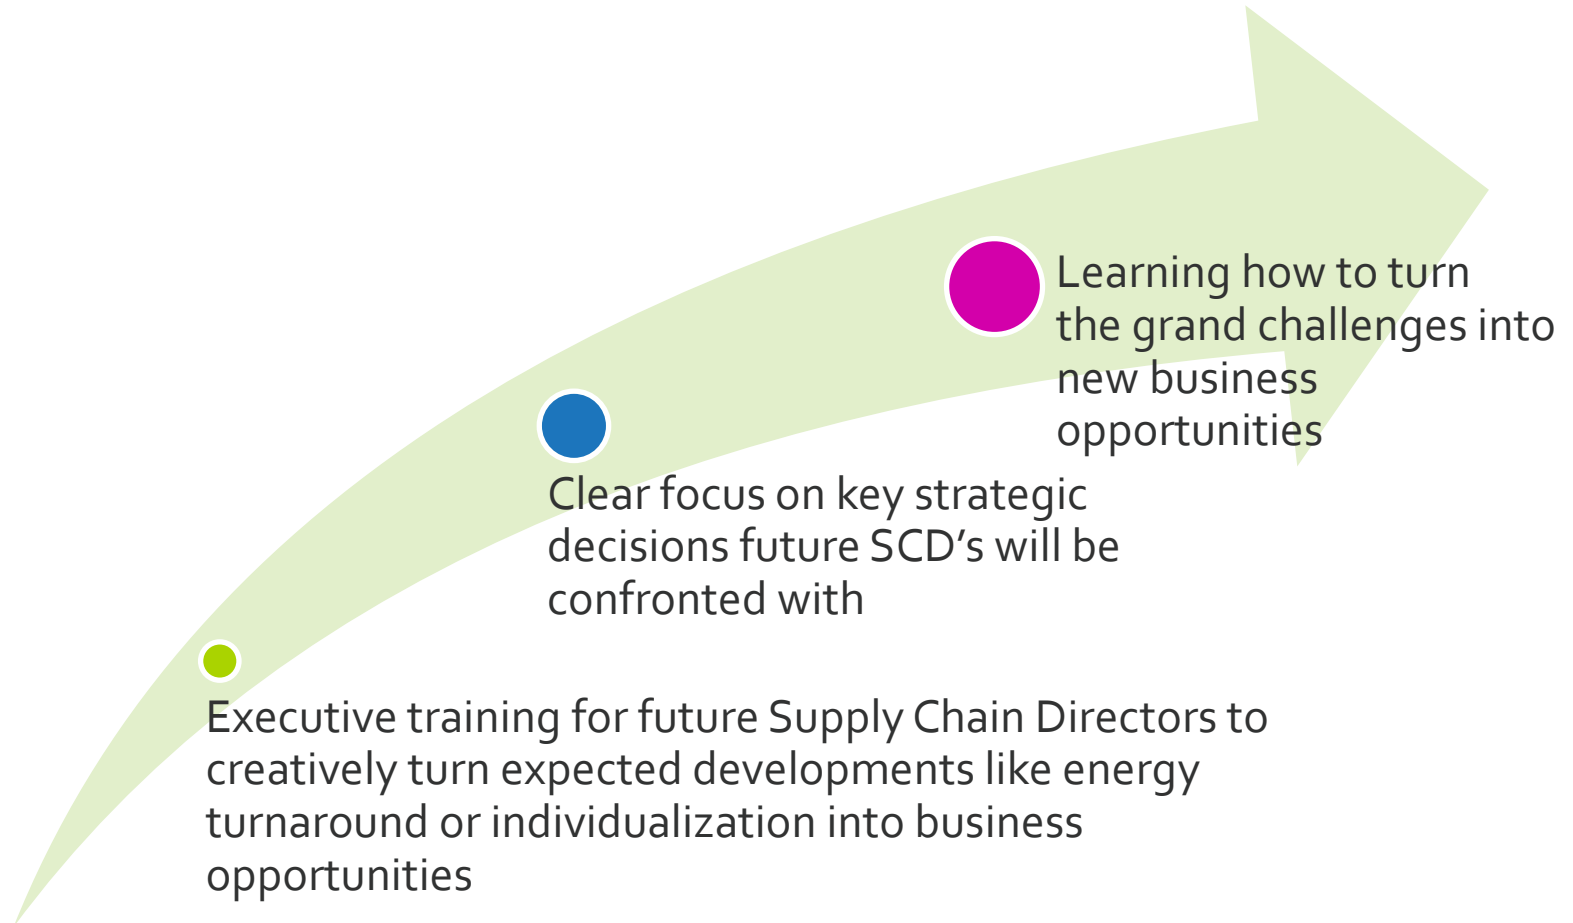 Learning how to turn
the grand challenges into
new business
opportunities
Clear focus on key strategic
decisions future SCD’s will be
confronted with
Executive training for future Supply Chain Directors to
creatively turn expected developments like energy
turnaround or individualization into business
opportunities